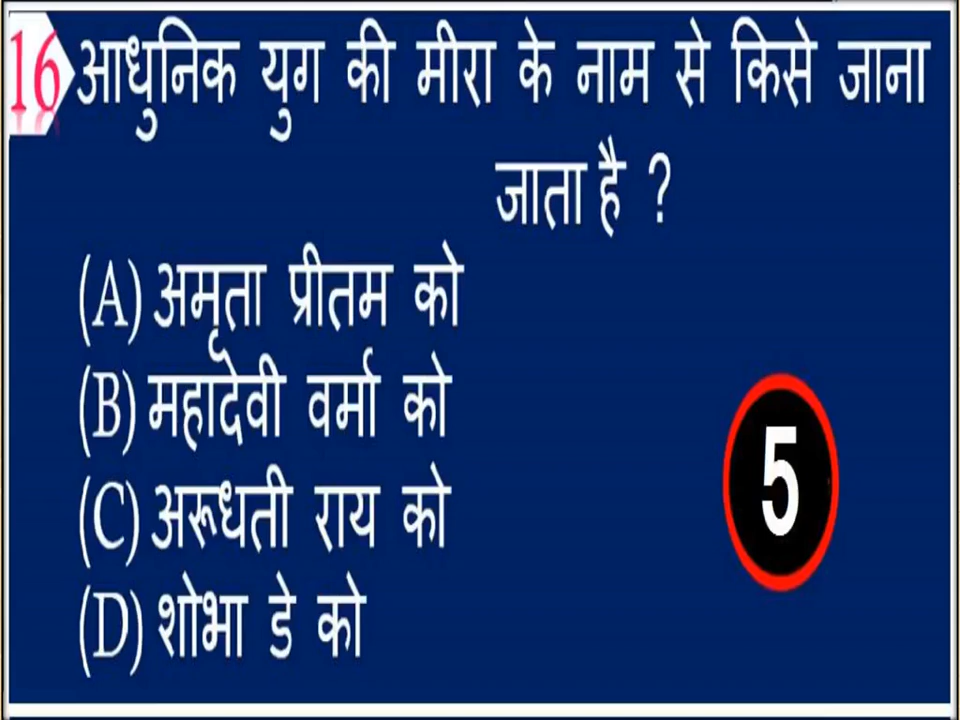 16 आधुनिक युग की मीरा के नाम से किसे जाना
जाता है ?
(A) अमृता प्रीतम को
(B) महादेवी वर्मा को
(C) अरूधती राय को
(D) शोभा डे को
5